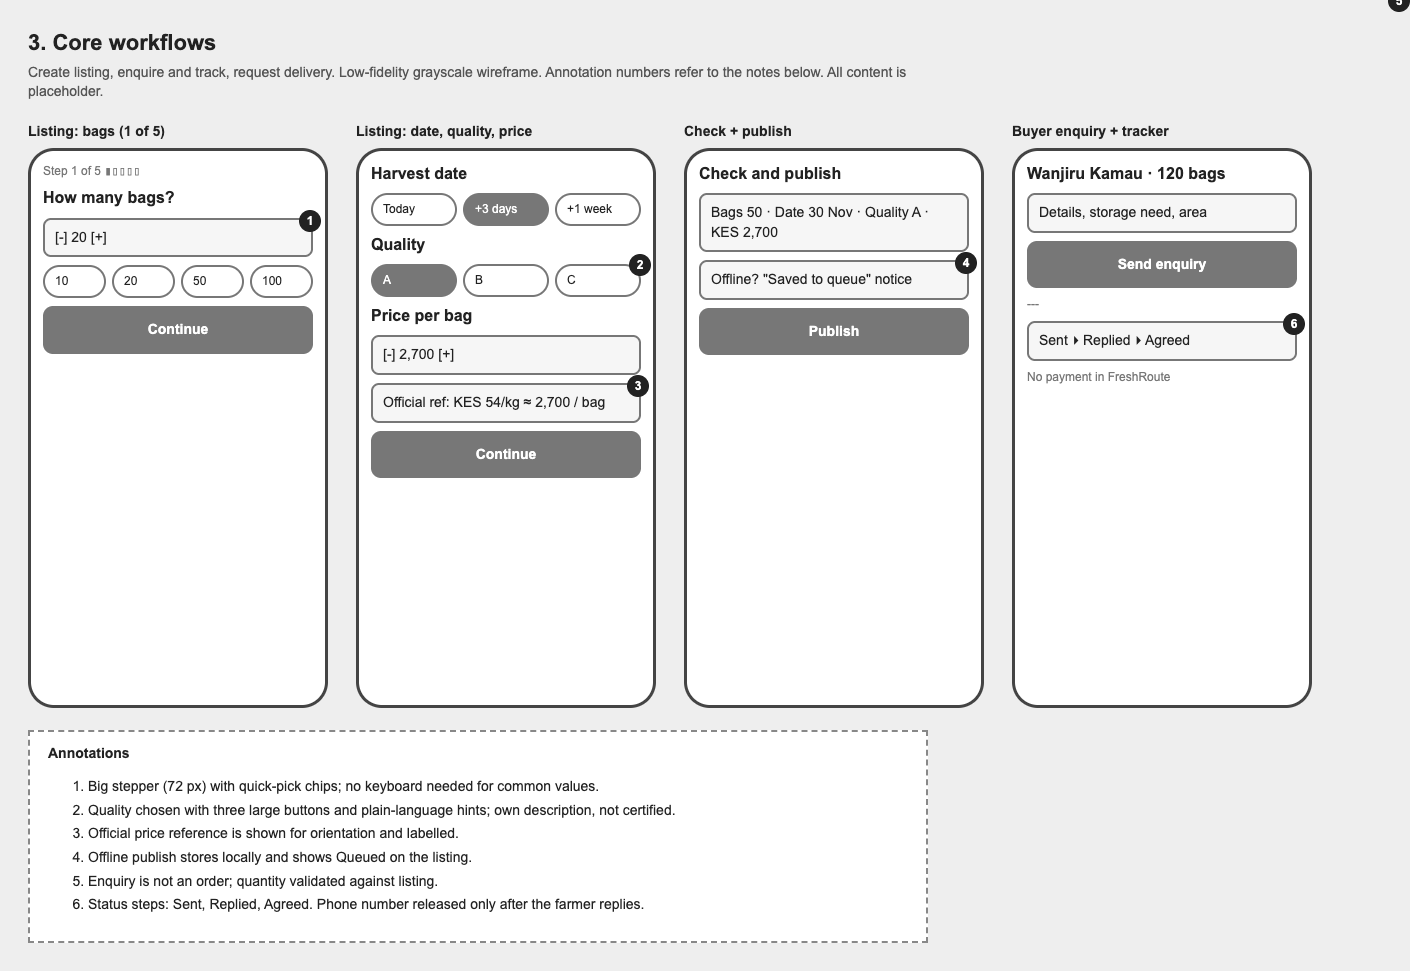 5
3. Core workflows
Create listing, enquire and track, request delivery. Low-fidelity grayscale wireframe. Annotation numbers refer to the notes below. All content is
placeholder.
Listing: bags (1 of 5)
Step 1 of 5 ▮▯▯▯▯
How many bags?
1
[-] 20 [+]
10 20 50 100
Continue
Listing: date, quality, price
Harvest date
Today +3 days +1 week
Quality
2
A B C
Price per bag
[-] 2,700 [+]
3
Official ref: KES 54/kg ≈ 2,700 / bag
Continue
Check + publish
Check and publish
Bags 50 · Date 30 Nov · Quality A ·
KES 2,700
4
Offline? "Saved to queue" notice
Publish
Buyer enquiry + tracker
Wanjiru Kamau · 120 bags
Details, storage need, area
Send enquiry
---
6
Sent ▸ Replied ▸ Agreed
No payment in FreshRoute
Annotations
1. Big stepper (72 px) with quick-pick chips; no keyboard needed for common values.
2. Quality chosen with three large buttons and plain-language hints; own description, not certified.
3. Official price reference is shown for orientation and labelled.
4. Offline publish stores locally and shows Queued on the listing.
5. Enquiry is not an order; quantity validated against listing.
6. Status steps: Sent, Replied, Agreed. Phone number released only after the farmer replies.